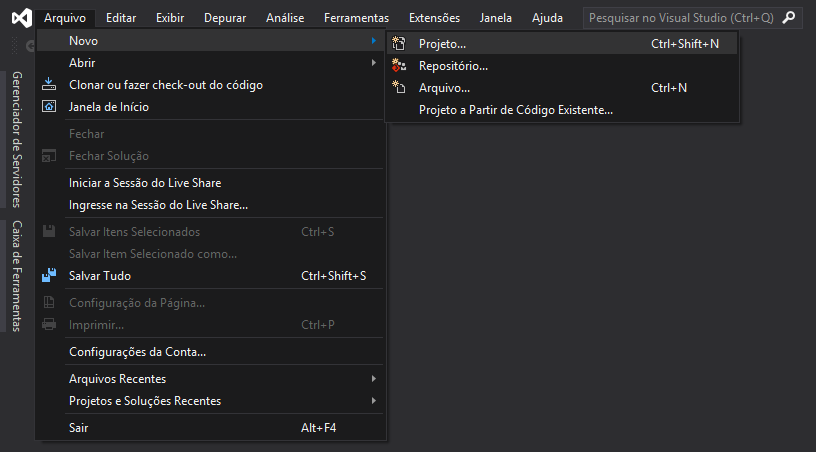 Arquivo Editar Exibir Depurar Análise Ferramentas Extensões Janela Ajuda Pesquisar no Visual Studio (Ctrl+Q)
Novo
Abrir
Clonar ou fazer check-out do código
Janela de Início
Fechar
Fechar Solução
Iniciar a Sessão do Live Share
Ingresse na Sessão do Live Share...
Salvar Itens Selecionados Ctrl+S
Salvar Item Selecionado como...
Salvar Tudo Ctrl+Shift+S
Configuração da Página...
Imprimir... Ctrl+P
Configurações da Conta...
Arquivos Recentes
Projetos e Soluções Recentes
Sair Alt+F4
Projeto... Ctrl+Shift+N
Repositório...
Arquivo... Ctrl+N
Projeto a Partir de Código Existente...
Gerenciador de Servidores
Caixa de Ferramentas